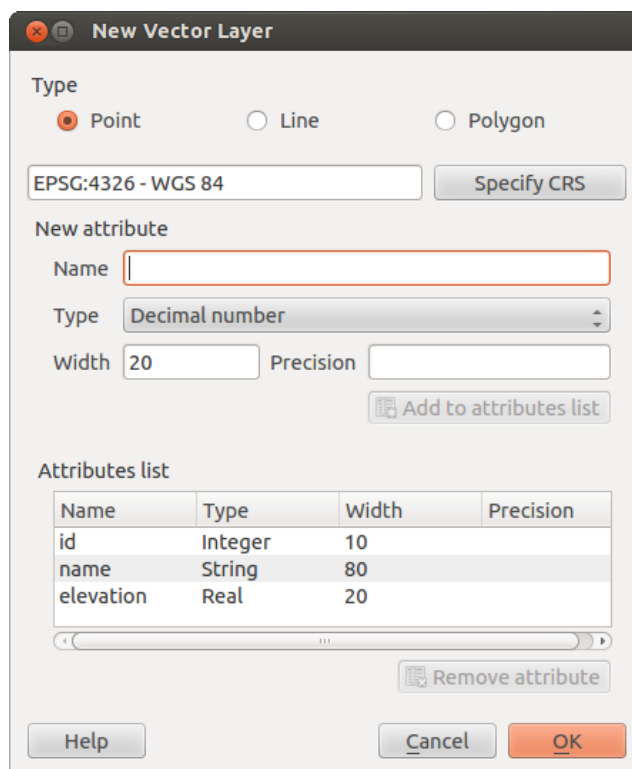 New Vector Layer
Type
Point Line Polygon
EPSG:4326 - WGS 84 Specify CRS
New attribute
Name
Type Decimal number
Width 20 Precision
Add to attributes list
Attributes list
Name Type Width Precision
id Integer 10
name String 80
elevation Real 20
Remove attribute
Help Cancel OK